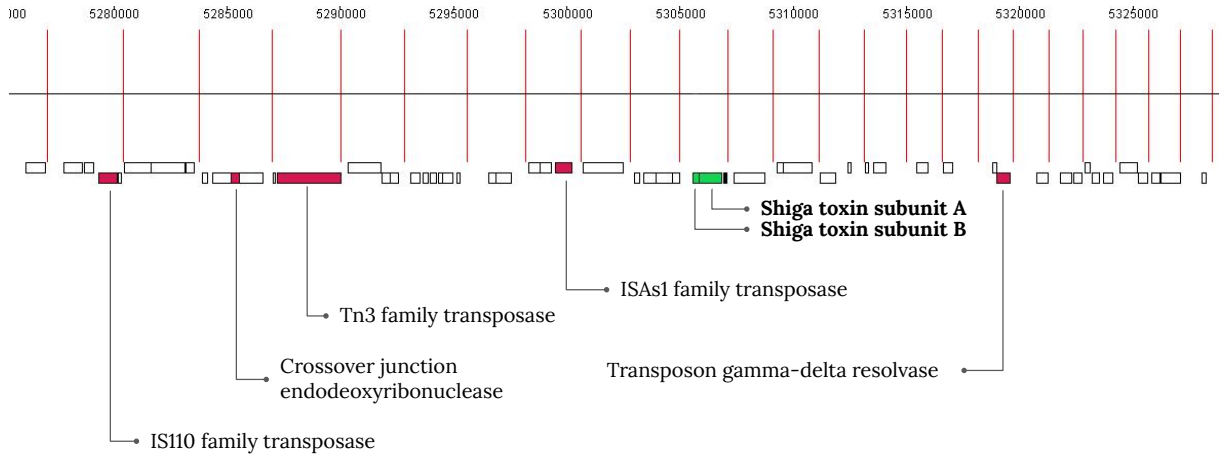 000 5280000 5285000 5290000 5295000 5300000 5305000 5310000 5315000 5320000 5325000
Shiga toxin subunit A
Shiga toxin subunit B
ISAs1 family transposase
Tn3 family transposase
Crossover junction
endodeoxyribonuclease
Transposon gamma-delta resolvase
IS110 family transposase